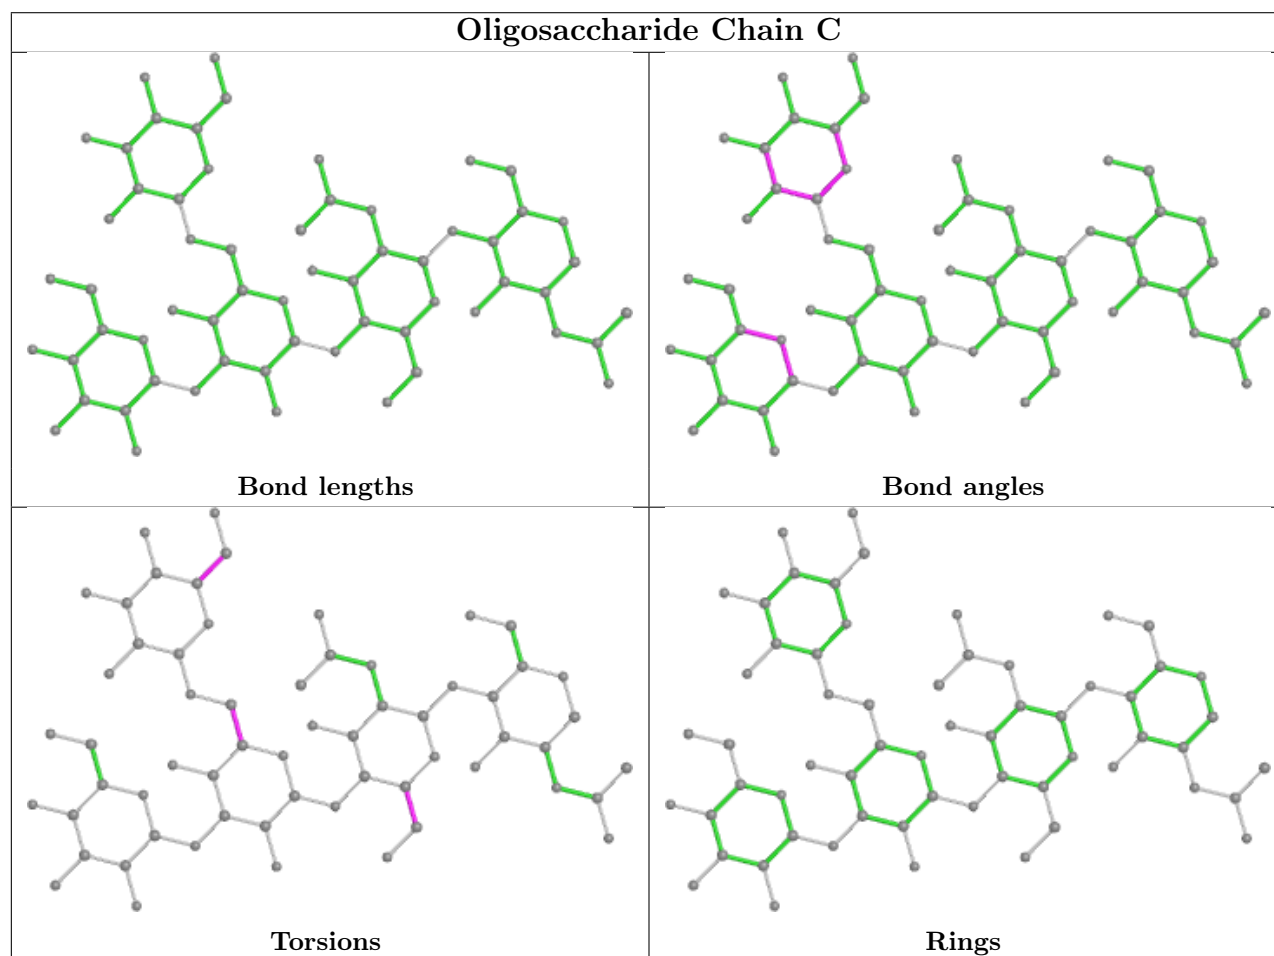 Oligosaccharide Chain C
Bond lengths
Bond angles
Torsions
Rings